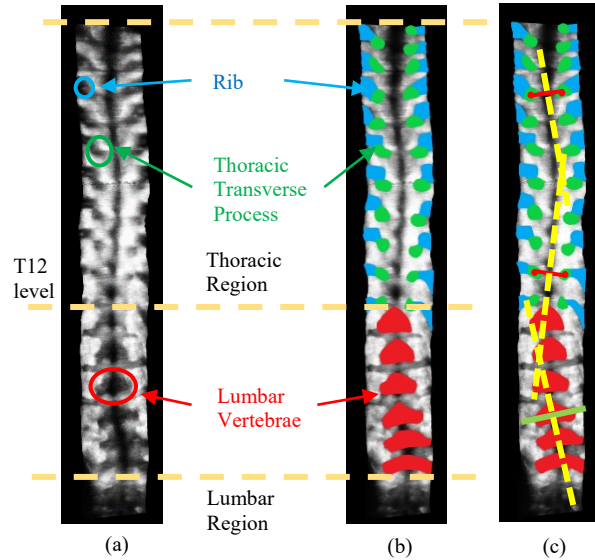 Rib
Thoracic
Transverse
Process
T12
level
Thoracic
Region
Lumbar
Vertebrae
Lumbar
Region
(a)
(b)
(c)